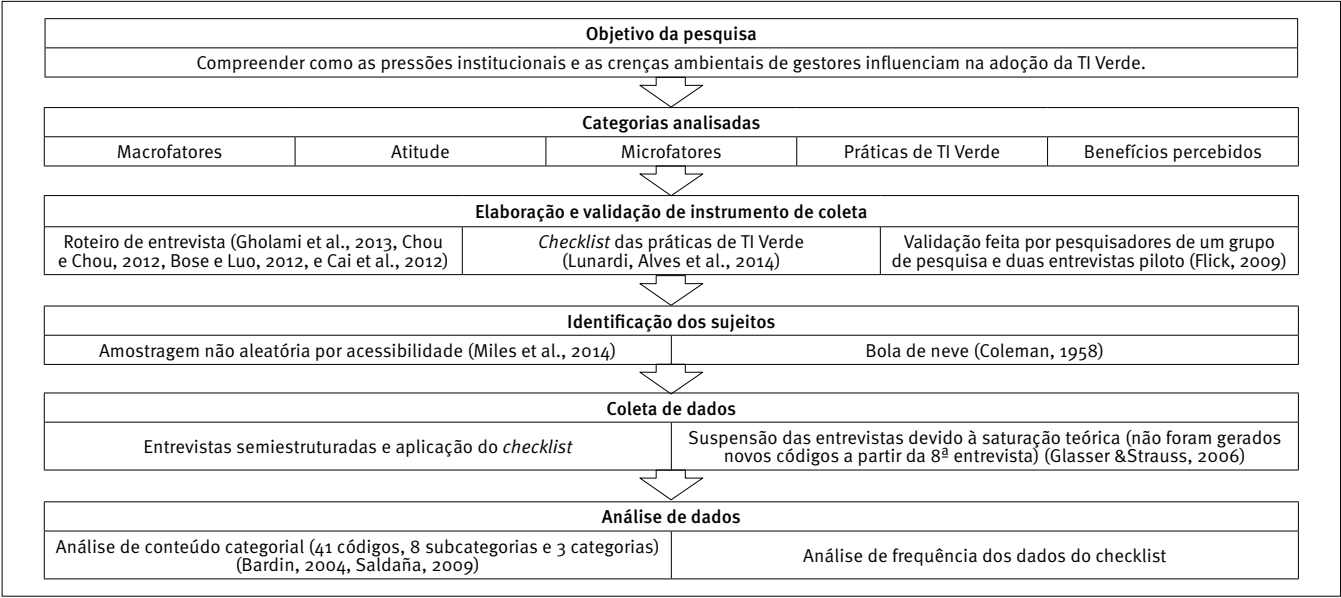 Objetivo da pesquisa
Compreender como as pressões institucionais e as crenças ambientais de gestores influenciam na adoção da TI Verde.
Categorias analisadas
Macrofatores
Atitude
Microfatores
Práticas de TI Verde
Benefícios percebidos
Elaboração e validação de instrumento de coleta
Roteiro de entrevista (Gholami et al., 2013, Chou
e Chou, 2012, Bose e Luo, 2012, e Cai et al., 2012)
Checklist das práticas de TI Verde
(Lunardi, Alves et al., 2014)
Validação feita por pesquisadores de um grupo
de pesquisa e duas entrevistas piloto (Flick, 2009)
Identificação dos sujeitos
Amostragem não aleatória por acessibilidade (Miles et al., 2014)
Bola de neve (Coleman, 1958)
Coleta de dados
Entrevistas semiestruturadas e aplicação do checklist
Suspensão das entrevistas devido à saturação teórica (não foram gerados
novos códigos a partir da 8ª entrevista) (Glasser &Strauss, 2006)
Análise de dados
Análise de conteúdo categorial (41 códigos, 8 subcategorias e 3 categorias)
(Bardin, 2004, Saldaña, 2009)
Análise de frequência dos dados do checklist